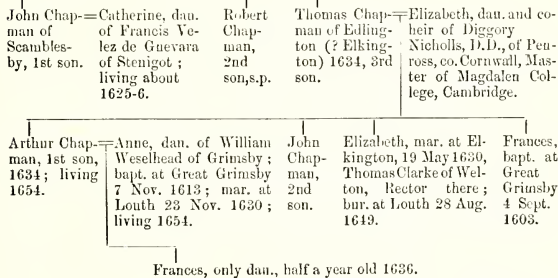 John Chap-
man of
Scambles-
by, 1st son.
Catherine, dau.
of Francis Ve-
lez de Guevara
of Stenigot;
living about
1625-6.
Robert
Chap-
man,
2nd
son, s.p.
Thomas Chap-
man of Edling-
ton (? Elking-
ton) 1634, 3rd
son.
Elizabeth, dau. and co-
heir of Diggory
Nicholls, D.D., of Pen-
ross, co. Cornwall, Mas-
ter of Magdalen Col-
lege, Cambridge.
Arthur Chap-
man, 1st son,
1634; living
1654.
Anne, dau. of William
Weselhead of Grimsby;
bapt. at Great Grimsby
7 Nov. 1613; mar. at
Louth 23 Nov. 1630;
living 1654.
John
Chap-
man,
2nd
son.
Elizabeth, mar. at El-
kington, 19 May 1630,
Thomas Clarke of Wel-
ton, Rector there;
bur. at Louth 28 Aug.
1649.
Frances,
bapt. at
Great
Grimsby
4 Sept.
1603.
Frances, only dau., half a year old 1636.